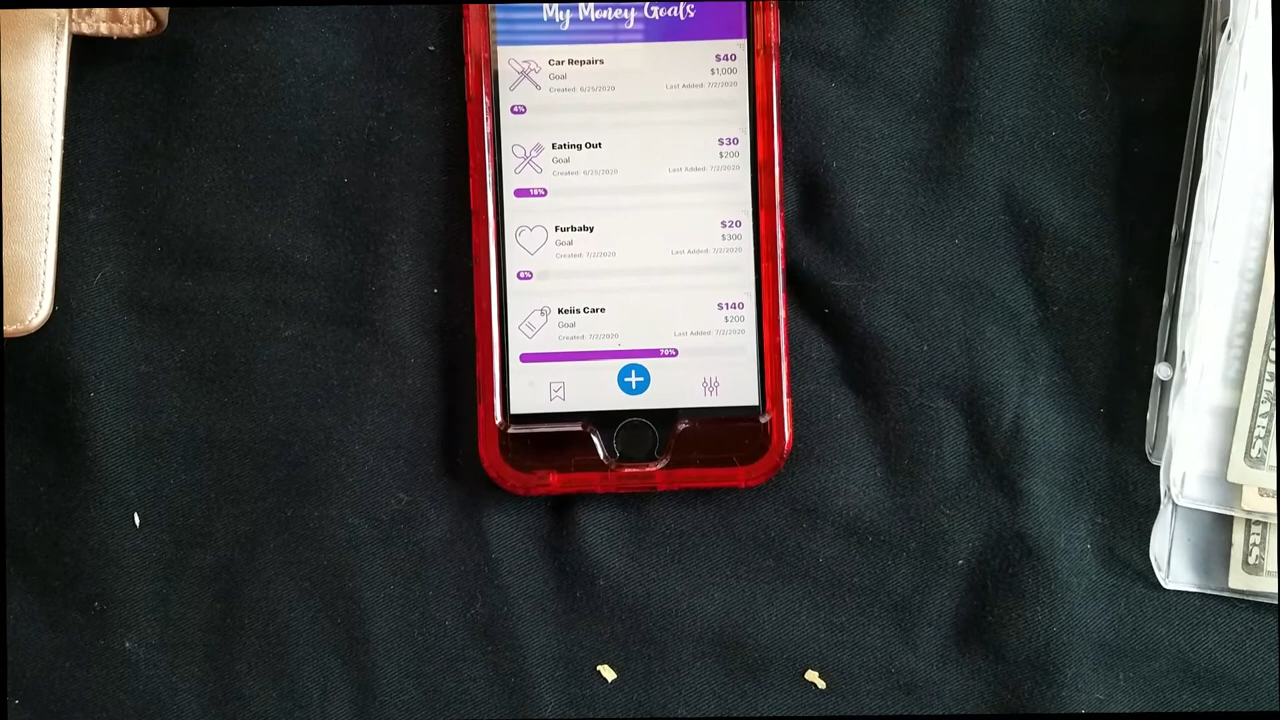 My Money Goals
Car Repairs
$40
Goal
$1,000
Created: 6/25/2020
Last Added: 7/2/2020
4%
Eating Out
$30
Goal
$200
Created: 6/25/2020
Last Added: 7/2/2020
15%
Furbaby
$20
Goal
$300
Created: 7/2/2020
Last Added: 7/2/2020
6%
Keiis Care
$140
Goal
$200
Created: 7/2/2020
Last Added: 7/2/2020
70%